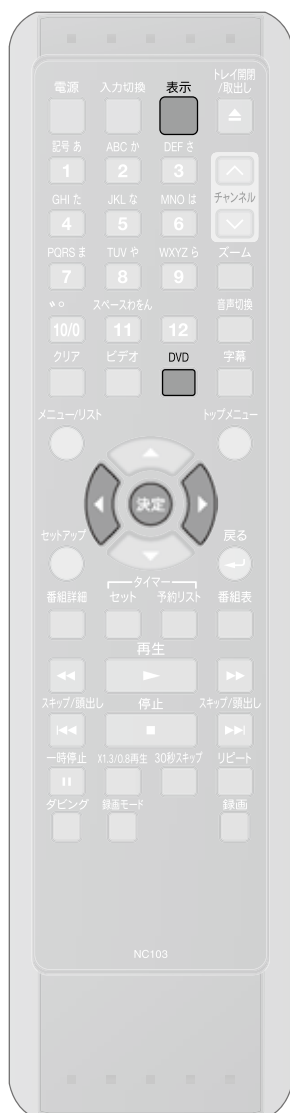 電源 入力切換 表示 トレイ開閉
/取出し
記号 あ ABC か DEF さ
1 2 3
GHI た JKL な MNO は チャンネル
4 5 6
PQRS ま TUV や WXYZ ら ズーム
7 8 9
゛゜ スペースわをん 音声切換
10/0 11 12
クリア ビデオ DVD 字幕
メニュー/リスト トップメニュー
決定
セットアップ 戻る
タイマー
番組詳細 セット 予約リスト 番組表
再生
スキップ/頭出し 停止 スキップ/頭出し
一時停止 X1.3/0.8再生 30秒スキップ リピート
ダビング 録画モード 録画
NC103